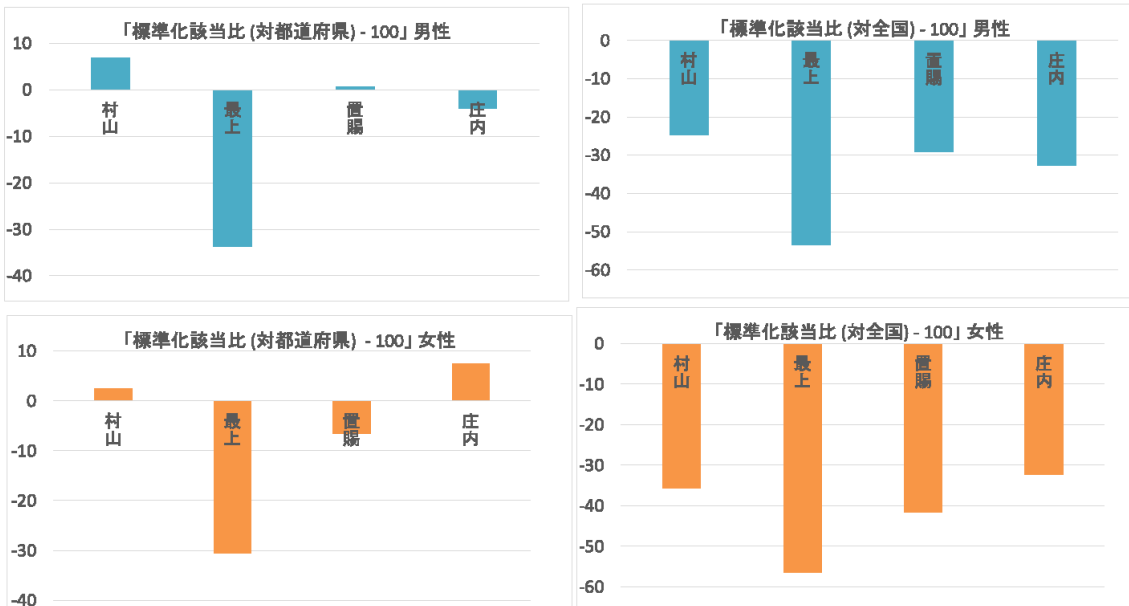 「標準化該当比 (対都道府県) - 100」 男性
10
0
-10
-20
-30
-40
村山
最上
置賜
庄内
「標準化該当比 (対全国) - 100」 男性
0
-10
-20
-30
-40
-50
-60
村山
最上
置賜
庄内
「標準化該当比 (対都道府県) - 100」 女性
10
0
-10
-20
-30
-40
村山
最上
置賜
庄内
「標準化該当比 (対全国) - 100」 女性
0
-10
-20
-30
-40
-50
-60
村山
最上
置賜
庄内